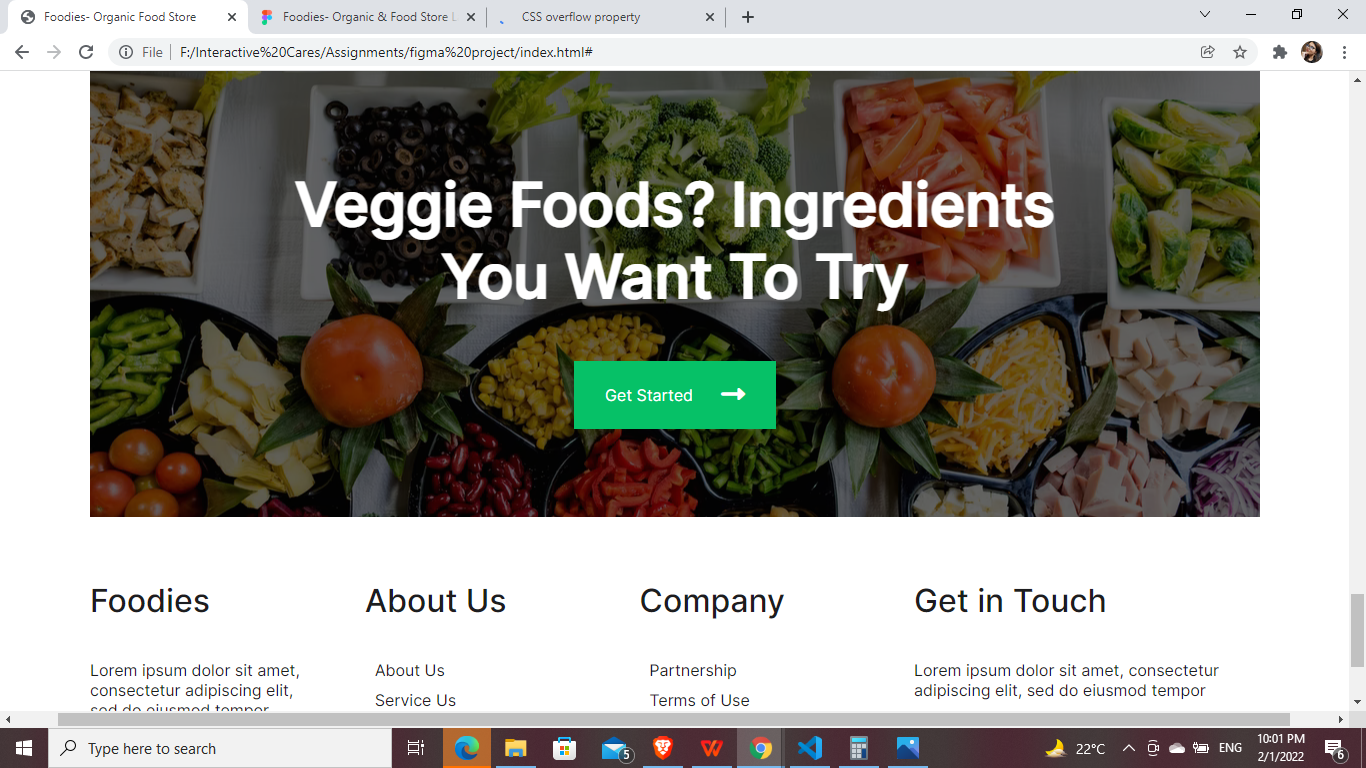 Foodies- Organic Food Store
Foodies- Organic & Food Store L
CSS overflow property
File
F:/Interactive%20Cares/Assignments/figma%20project/index.html#
Veggie Foods? Ingredients
You Want To Try
Get Started
Foodies
About Us
Company
Get in Touch
Lorem ipsum dolor sit amet,
consectetur adipiscing elit,
sed do eiusmod tempor
About Us
Service Us
Partnership
Terms of Use
Lorem ipsum dolor sit amet, consectetur
adipiscing elit, sed do eiusmod tempor
Type here to search
5
22°C
ENG
10:01 PM
2/1/2022
6